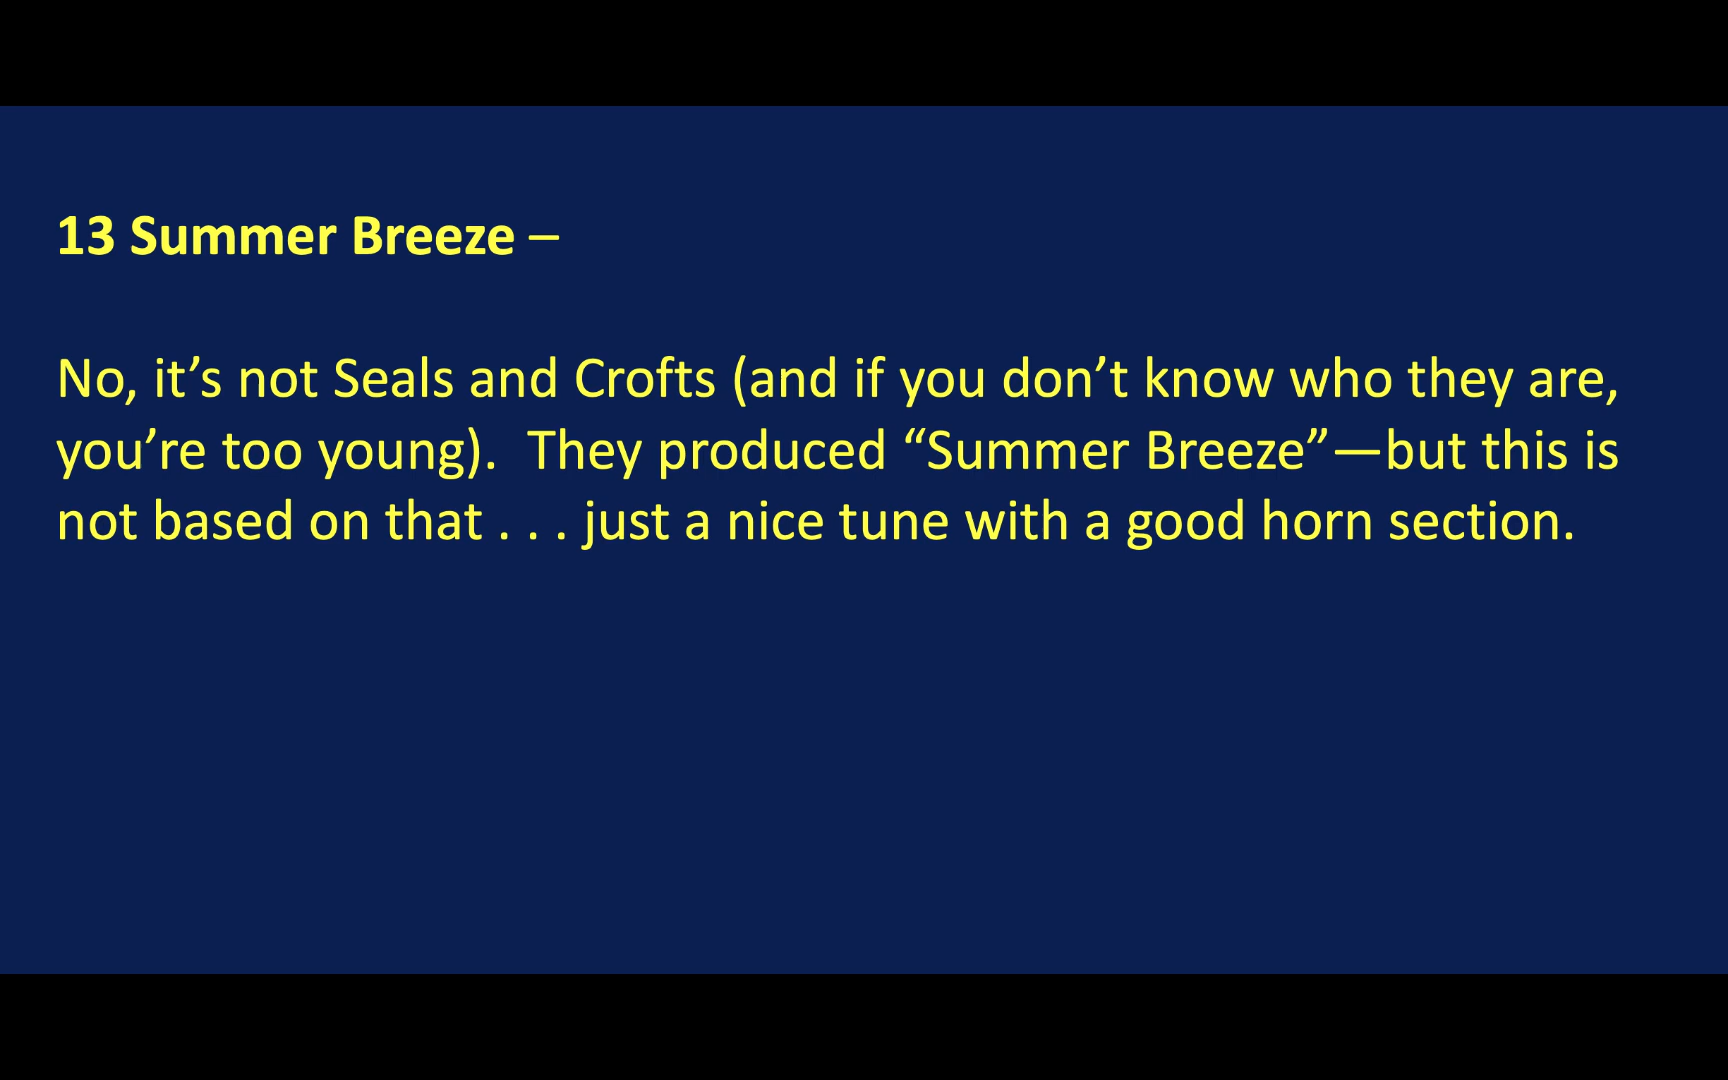 13 Summer Breeze –
No, it’s not Seals and Crofts (and if you don’t know who they are,
you’re too young).  They produced “Summer Breeze”—but this is
not based on that . . . just a nice tune with a good horn section.